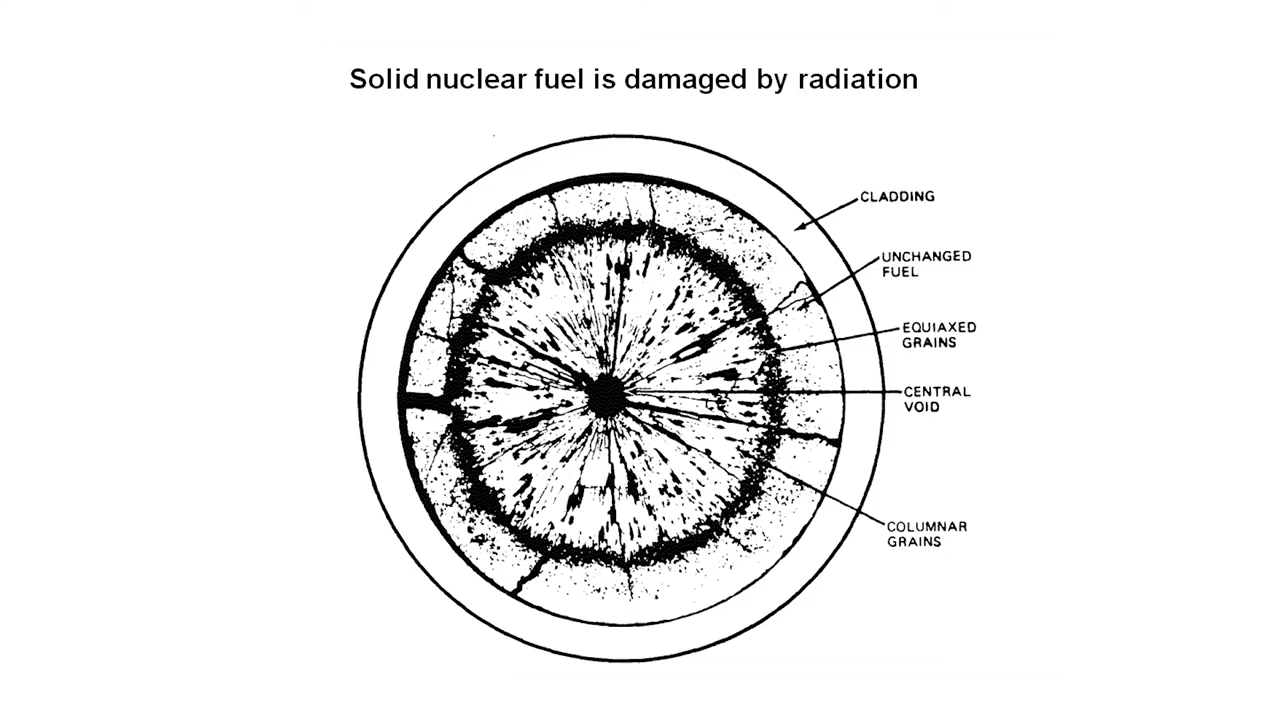 Solid nuclear fuel is damaged by radiation
CLADDING
UNCHANGED
FUEL
EQUIAXED
GRAINS
CENTRAL
VOID
COLUMNAR
GRAINS